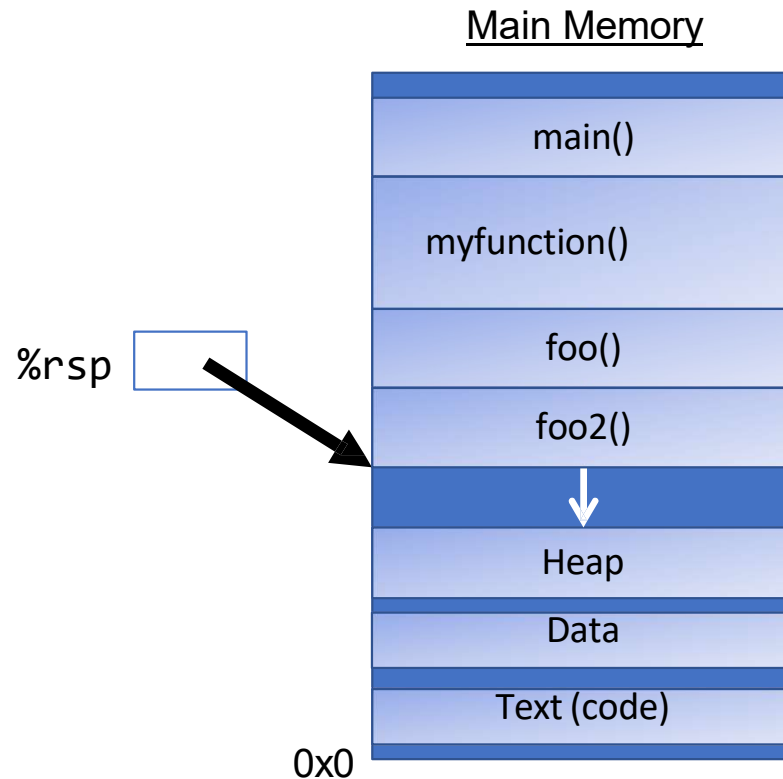 Main Memory
main()
myfunction()
foo()
%rsp
foo2()
Heap
Data
Text (code)
0x0